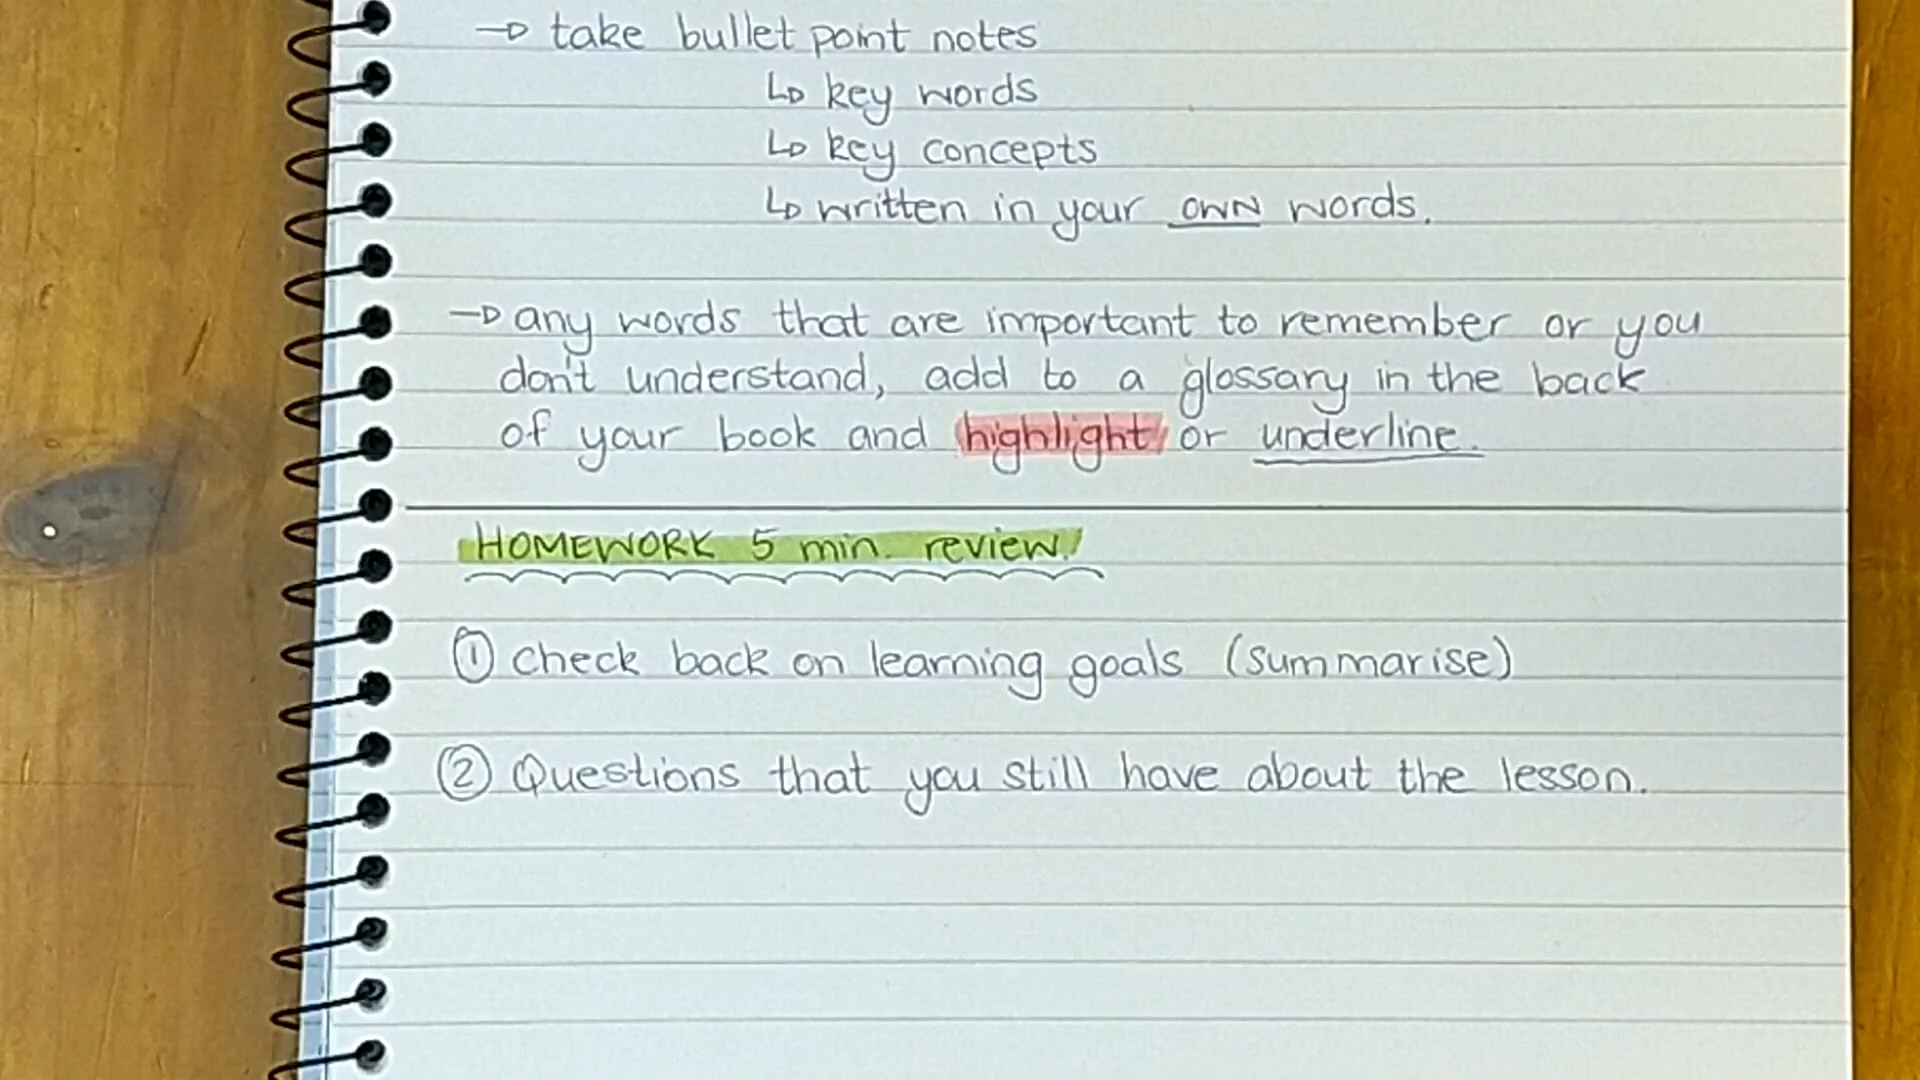 → take bullet point notes
↳ key words
↳ key concepts
↳ written in your OWN words.
→ any words that are important to remember or you
don't understand, add to a glossary in the back
of your book and highlight or underline.
HOMEWORK 5 min. review.
① Check back on learning goals (summarise)
② Questions that you still have about the lesson.